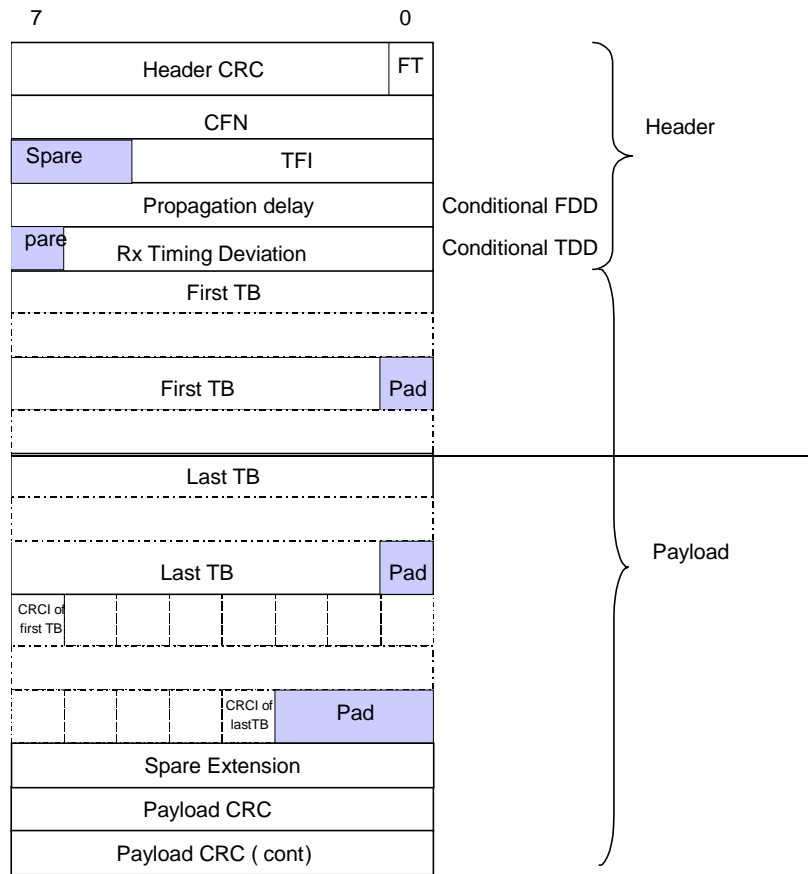 7 0
Header CRC FT
CFN
Header
Spare TFI
Propagation delay Conditional FDD
pare Rx Timing Deviation Conditional TDD
First TB
First TB Pad
Last TB
Payload
Last TB Pad
CRCI of
first TB
CRCI of
lastTB
Pad
Spare Extension
Payload CRC
Payload CRC ( cont)